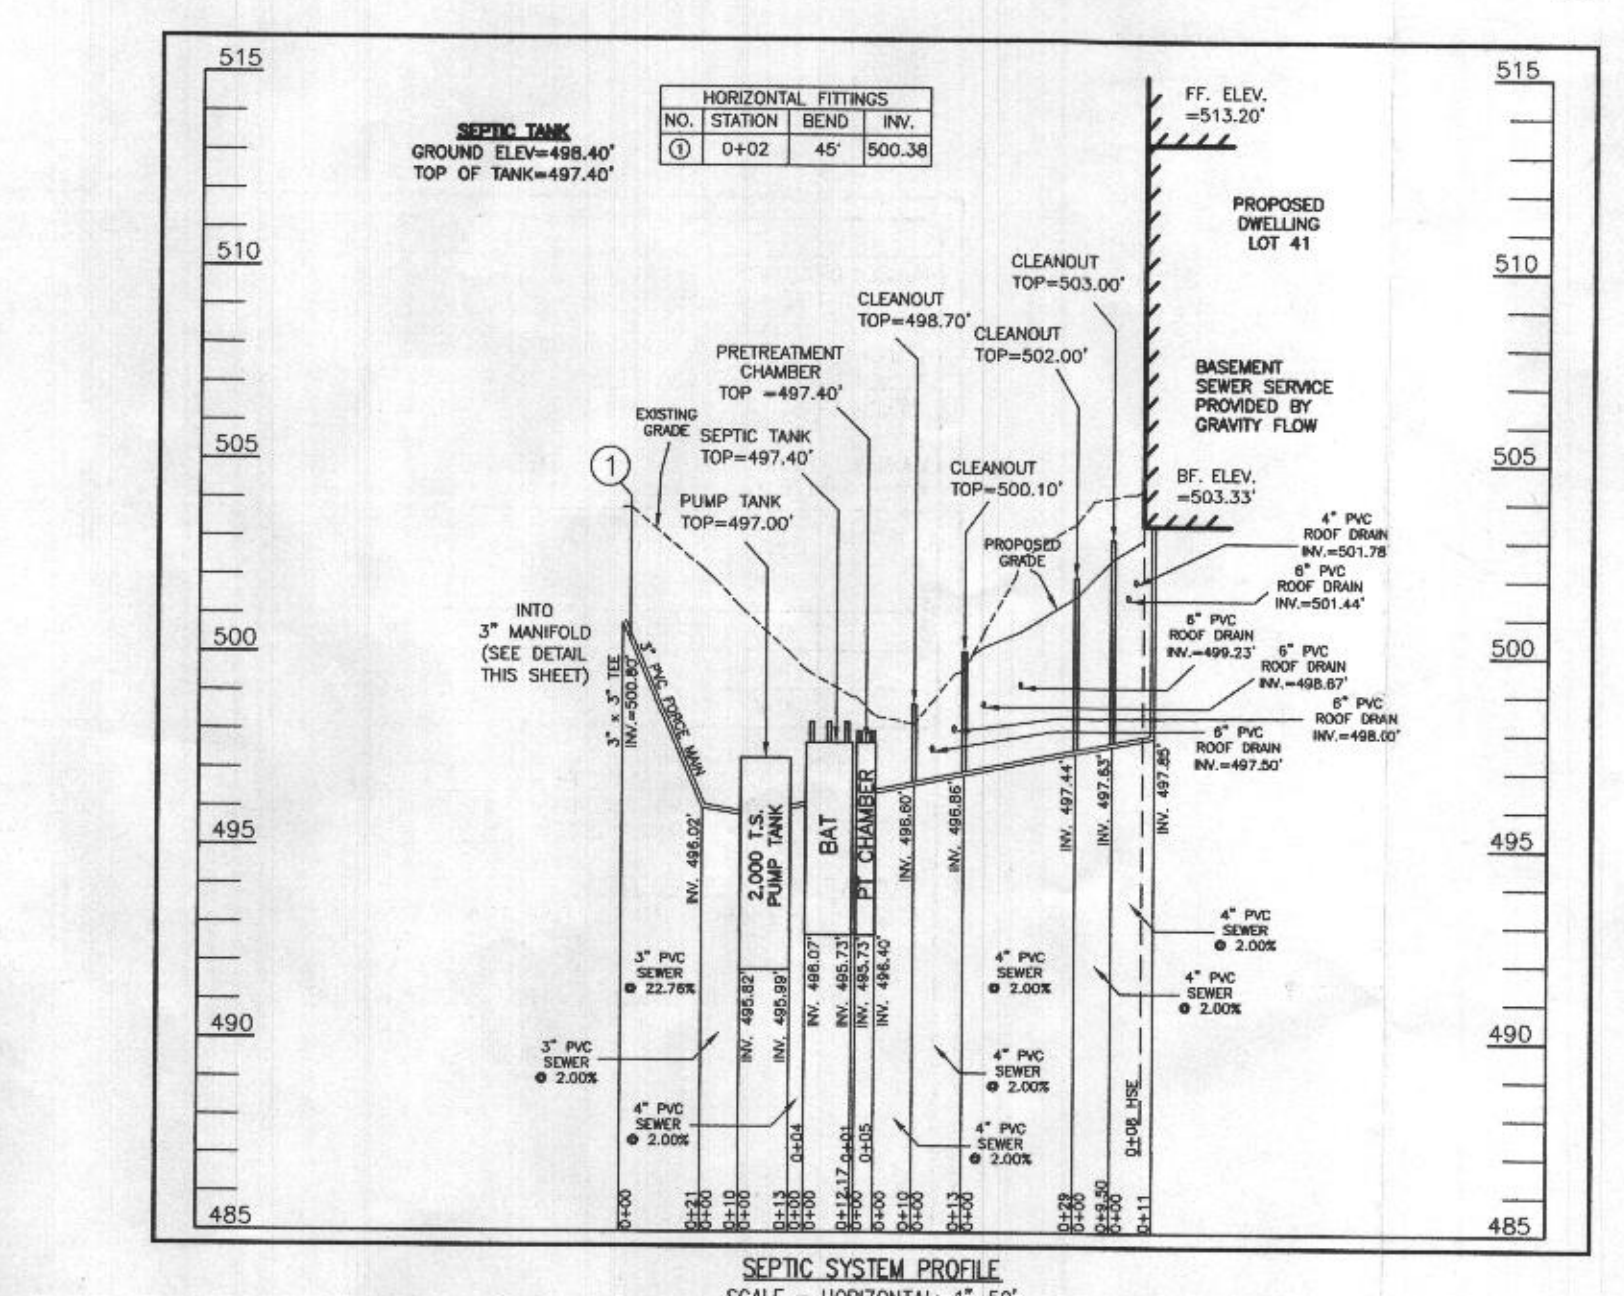 515
510
505
500
495
490
485
SEPTIC TANK
GROUND ELEV=498.40'
TOP OF TANK=497.40'
HORIZONTAL FITTINGS
NO. STATION BEND INV.
1 0+02 45° 500.38
FF. ELEV.
=513.20'
PROPOSED
DWELLING
LOT 41
BASEMENT
SEWER SERVICE
PROVIDED BY
GRAVITY FLOW
BF. ELEV.
=503.33'
CLEANOUT
TOP=503.00'
CLEANOUT
TOP=498.70'
CLEANOUT
TOP=502.00'
PRETREATMENT
CHAMBER
TOP =497.40'
EXISTING
GRADE
SEPTIC TANK
TOP=497.40'
1
CLEANOUT
TOP=500.10'
PUMP TANK
TOP=497.00'
PROPOSED
GRADE
4" PVC
ROOF DRAIN
INV.=501.78'
6" PVC
ROOF DRAIN
INV.=501.44'
6" PVC
ROOF DRAIN
INV.=499.23'
6" PVC
ROOF DRAIN
INV.=498.67'
6" PVC
ROOF DRAIN
INV.=498.00'
6" PVC
ROOF DRAIN
INV.=497.50'
INTO
3" MANIFOLD
(SEE DETAIL
THIS SHEET)
3" x 3" TEE
INV.=500.80'
3" PVC FORCE MAIN
INV. 496.02'
2,000 T.S.
PUMP TANK
BAT
PT CHAMBER
INV. 496.60'
INV. 496.86'
INV. 497.44'
INV. 497.63'
INV. 497.85'
INV. 495.82'
INV. 495.99'
INV. 496.07'
INV. 495.73'
INV. 495.73'
INV. 496.40'
3" PVC
SEWER
@ 22.76%
3" PVC
SEWER
@ 2.00%
4" PVC
SEWER
@ 2.00%
4" PVC
SEWER
@ 2.00%
4" PVC
SEWER
@ 2.00%
4" PVC
SEWER
@ 2.00%
4" PVC
SEWER
@ 2.00%
4" PVC
SEWER
@ 2.00%
0+08 HSE
0+00
0+21
0+00
0+10
0+00
0+13
0+00
0+04
0+00
0+12.17
0+01
0+00
0+05
0+00
0+10
0+00
0+13
0+00
0+29
0+00
0+9.50
0+00
0+11
515
510
505
500
495
490
485
SEPTIC SYSTEM PROFILE
SCALE - HORIZONTAL: 1" 50'